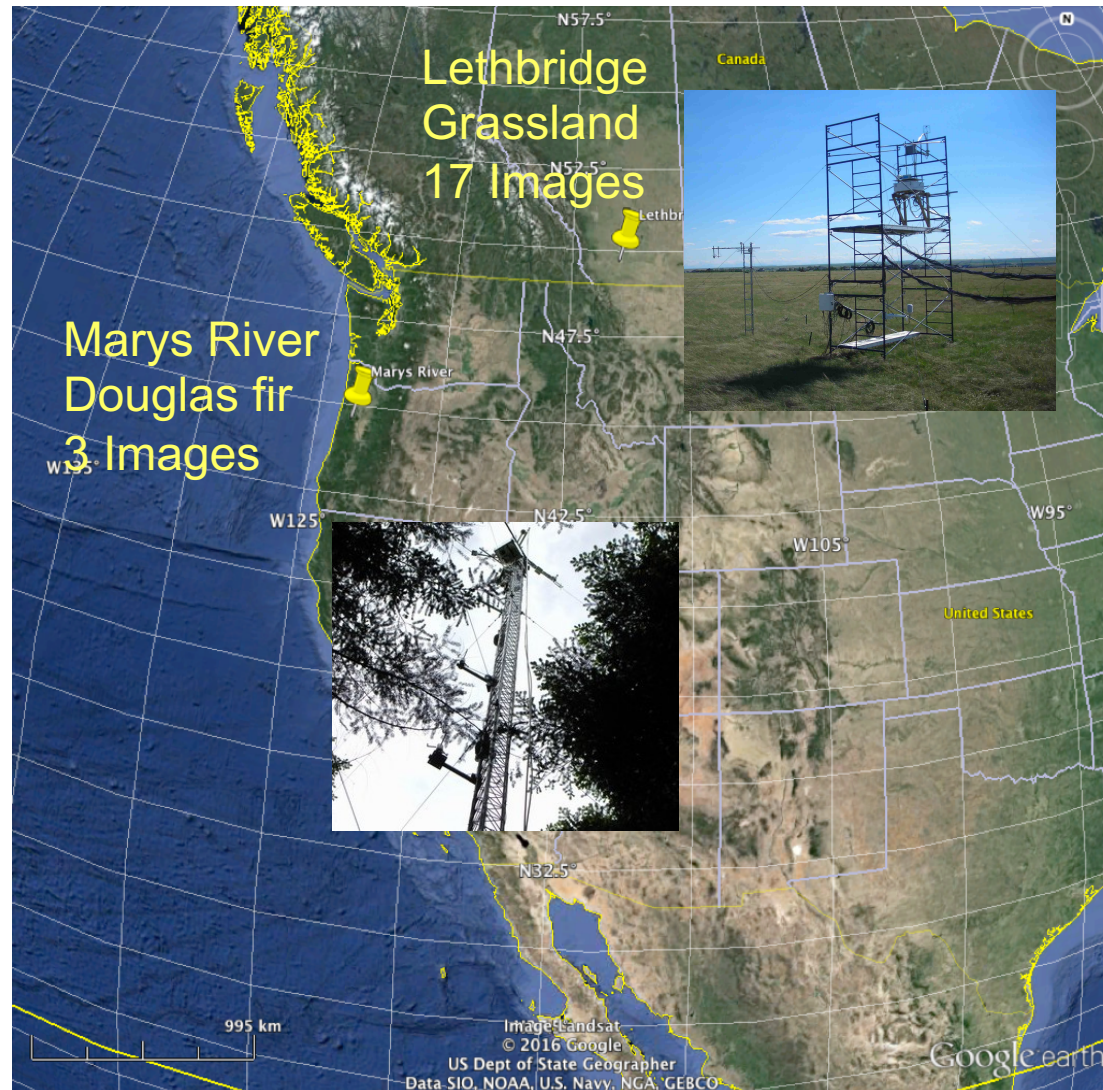 N57.5°
N
Lethbridge
Grassland
17 Images
Canada
N52.5°
Lethbr
Marys River
Douglas fir
3 Images
N47.5°
Marys River
W135°
W125°
N42.5°
W105°
W95°
United States
N32.5°
995 km
Image Landsat
© 2016 Google
US Dept of State Geographer
Data SIO, NOAA, U.S. Navy, NGA, GEBCO
Google earth